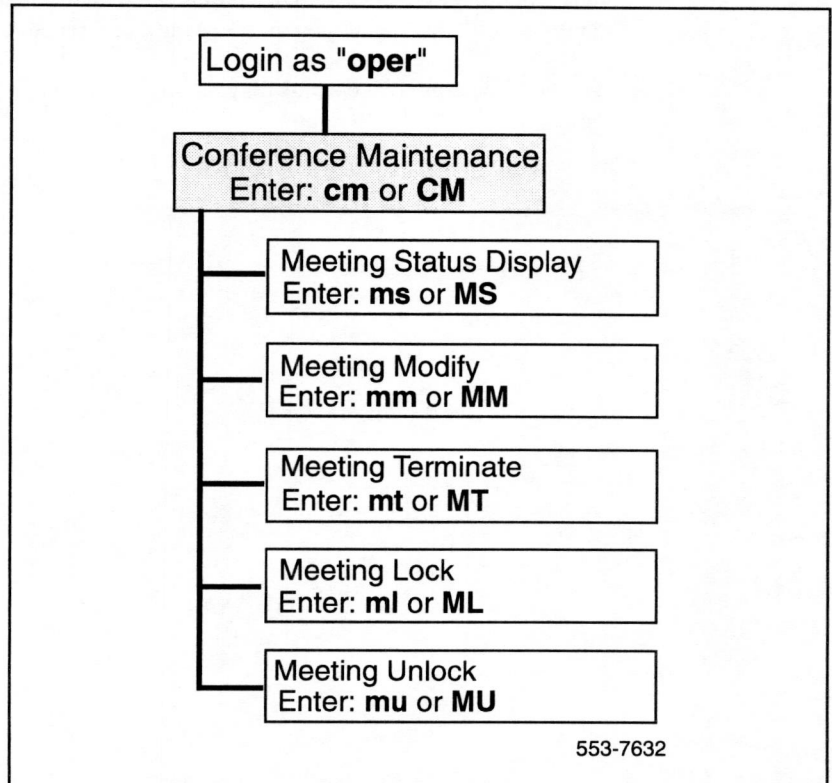 Login as "oper"
Conference Maintenance
Enter: cm or CM
Meeting Status Display
Enter: ms or MS
Meeting Modify
Enter: mm or MM
Meeting Terminate
Enter: mt or MT
Meeting Lock
Enter: ml or ML
Meeting Unlock
Enter: mu or MU
553-7632